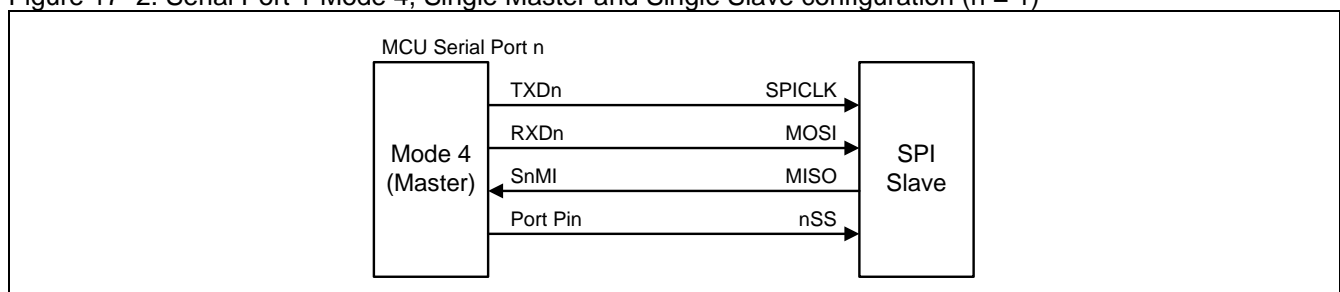 Figure 17-2. Serial Port 1 Mode 4, Single Master and Single Slave configuration (n = 1)
MCU Serial Port n
TXDn SPICLK
RXDn MOSI
Mode 4
(Master)
SPI
Slave
SnMI MISO
Port Pin nSS